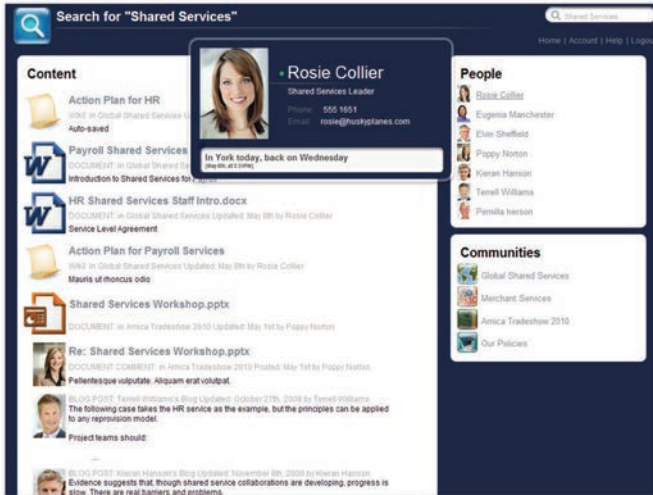 Search for "Shared Services"
Shared Services
Home | Account | Help | Logou
Content
Action Plan for HR
WIKI: in Global Shared Services U
Auto-saved
Payroll Shared Services
DOCUMENT: in Global Shared Se
Introduction to Shared Services for
HR Shared Services Staff Intro.docx
DOCUMENT: in Global Shared Services Updated: May 8th by Rosie Collier
Service Level Agreement
Action Plan for Payroll Services
WIKI: in Global Shared Services Updated: May 8th by Rosie Collier
Mauris ut rhoncus odio
Shared Services Workshop.pptx
DOCUMENT: in Arnica Tradeshow 2010 Updated: May 1st by Poppy Norton
Re: Shared Services Workshop.pptx
DOCUMENT COMMENT: in Arnica Tradeshow 2010 Posted: May 1st by Poppy Norton
Pellentesque vulputate. Aliquam erat volutpat.
BLOG POST: Terrell Williams's Blog Updated: October 27th, 2008 by Terrell Williams
The following case takes the HR service as the example, but the principles can be applied
to any reprovision model.
Project teams should:
...
BLOG POST: Kieran Hanson's Blog Updated: November 8th, 2008 by Kieran Hanson
Evidence suggests that, though shared service collaborations are developing, progress is
slow. There are real barriers and problems.
Rosie Collier
Shared Services Leader
Phone: 555 1651
Email: rosie@huskyplanes.com
In York today, back on Wednesday
People
Rosie Collier
Eugenia Manchester
Elvin Sheffield
Poppy Norton
Kieran Hanson
Terrell Williams
Pernilla Iverson
Communities
Global Shared Services
Merchant Services
Arnica Tradeshow 2010
Our Policies